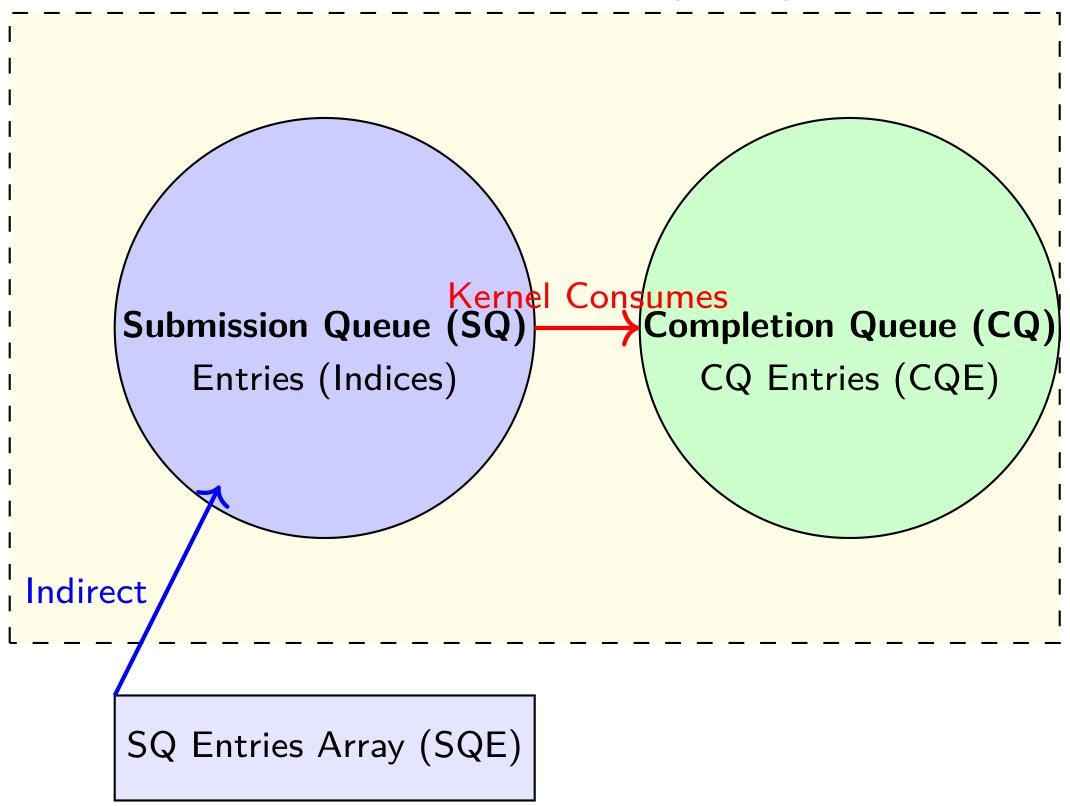 Kernel Consumes
Submission Queue (SQ)
Completion Queue (CQ)
Entries (Indices)
CQ Entries (CQE)
Indirect
SQ Entries Array (SQE)